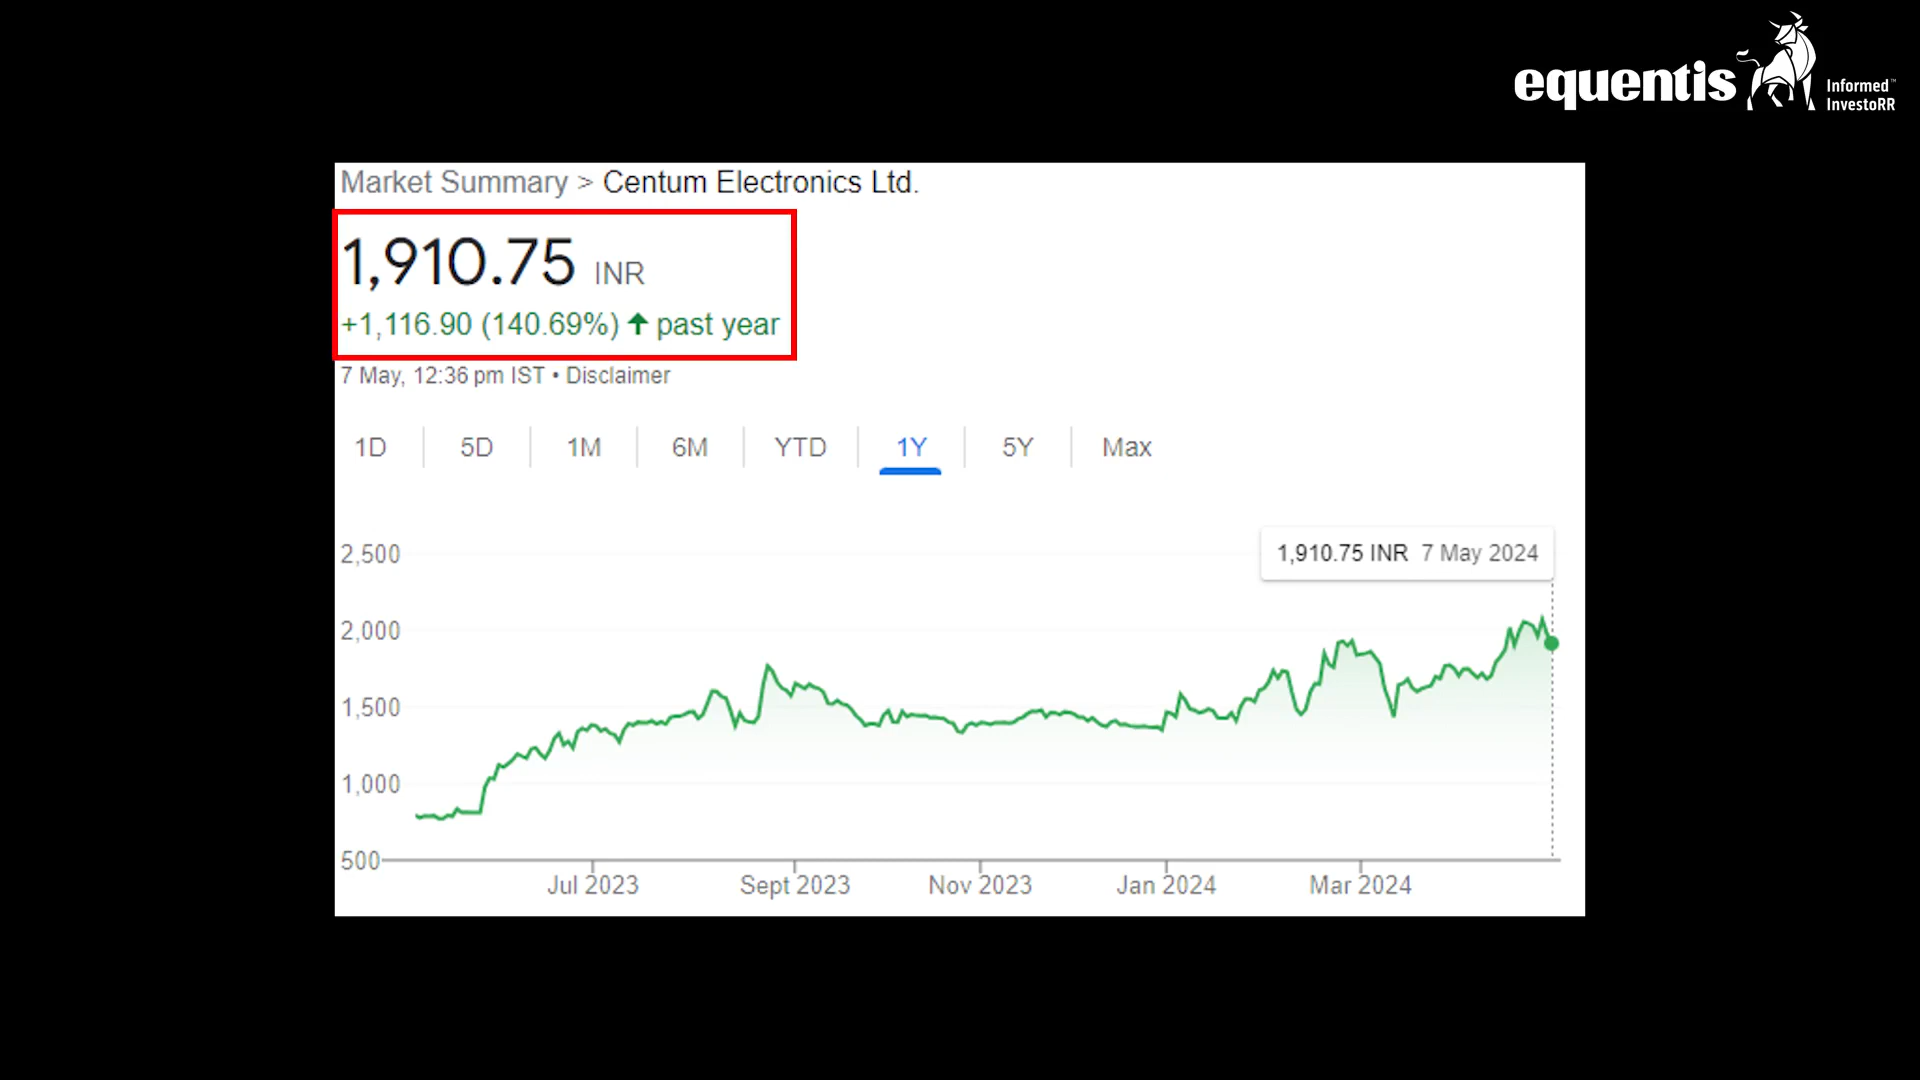 equentis
Informed™
InvestoRR
Market Summary > Centum Electronics Ltd.
1,910.75 INR
+1,116.90 (140.69%) ↑ past year
7 May, 12:36 pm IST • Disclaimer
1D 5D 1M 6M YTD 1Y 5Y Max
1,910.75 INR 7 May 2024
2,500
2,000
1,500
1,000
500
Jul 2023 Sept 2023 Nov 2023 Jan 2024 Mar 2024